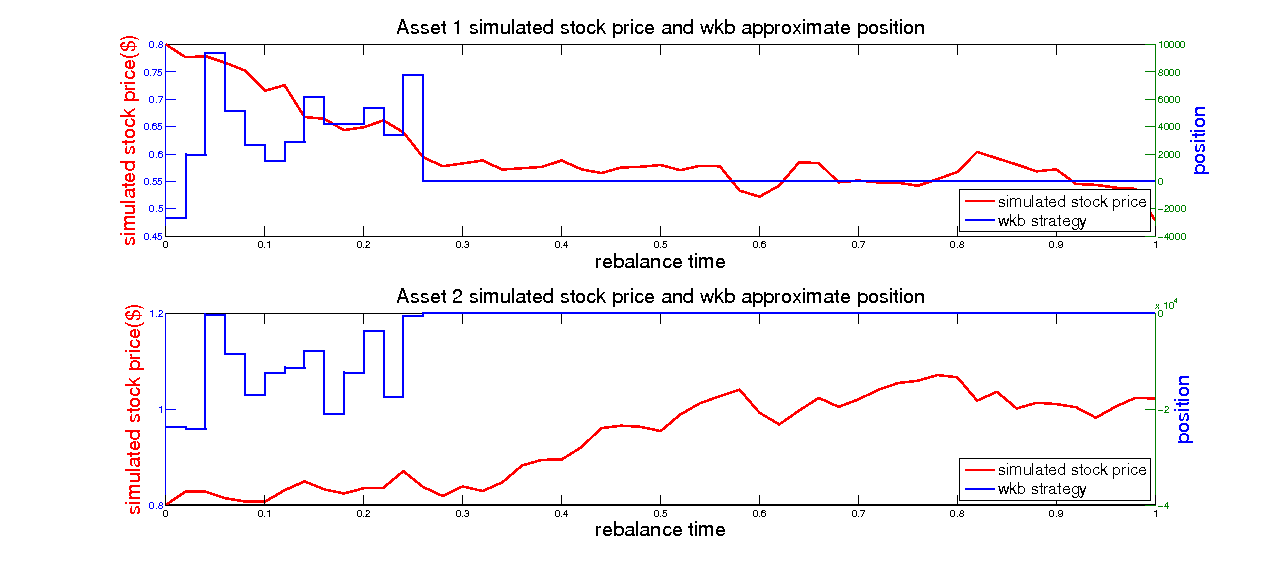 Asset 1 simulated stock price and wkb approximate position
simulated stock price($)
0.8
0.75
0.7
0.65
0.6
0.55
0.5
0.45
10000
8000
6000
4000
2000
0
−2000
−4000
position
simulated stock price
wkb strategy
0 0.1 0.2 0.3 0.4 0.5 0.6 0.7 0.8 0.9 1
rebalance time
Asset 2 simulated stock price and wkb approximate position
simulated stock price($)
1.2
1
0.8
x 10^4
0
−2
−4
position
simulated stock price
wkb strategy
0 0.1 0.2 0.3 0.4 0.5 0.6 0.7 0.8 0.9 1
rebalance time